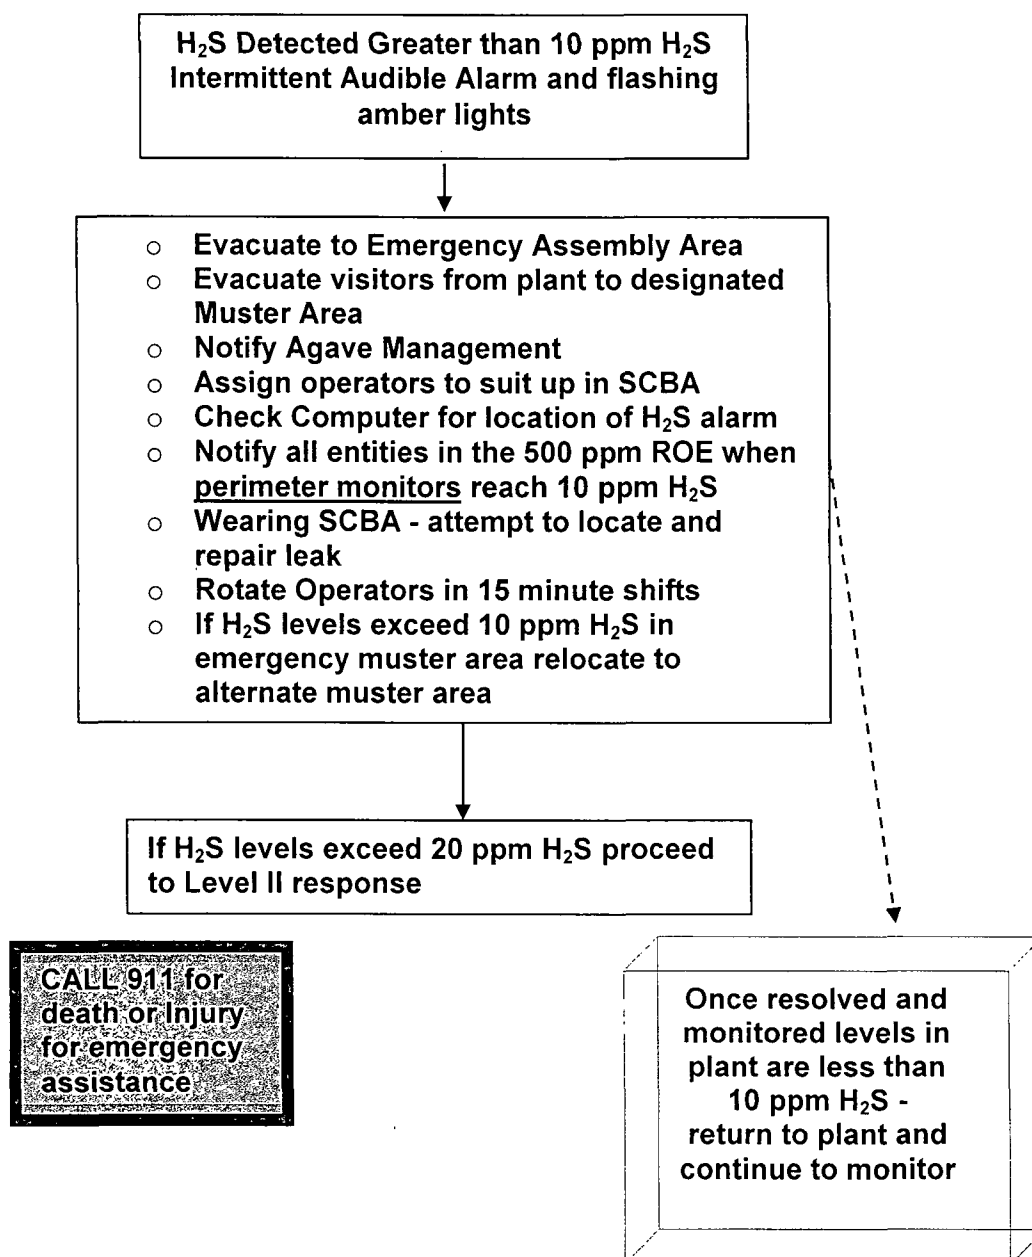 H₂S Detected Greater than 10 ppm H₂S
Intermittent Audible Alarm and flashing
amber lights
○ Evacuate to Emergency Assembly Area
○ Evacuate visitors from plant to designated
Muster Area
○ Notify Agave Management
○ Assign operators to suit up in SCBA
○ Check Computer for location of H₂S alarm
○ Notify all entities in the 500 ppm ROE when
perimeter monitors reach 10 ppm H₂S
○ Wearing SCBA - attempt to locate and
repair leak
○ Rotate Operators in 15 minute shifts
○ If H₂S levels exceed 10 ppm H₂S in
emergency muster area relocate to
alternate muster area
If H₂S levels exceed 20 ppm H₂S proceed
to Level II response
CALL 911 for
death or Injury
for emergency
assistance
Once resolved and
monitored levels in
plant are less than
10 ppm H₂S -
return to plant and
continue to monitor